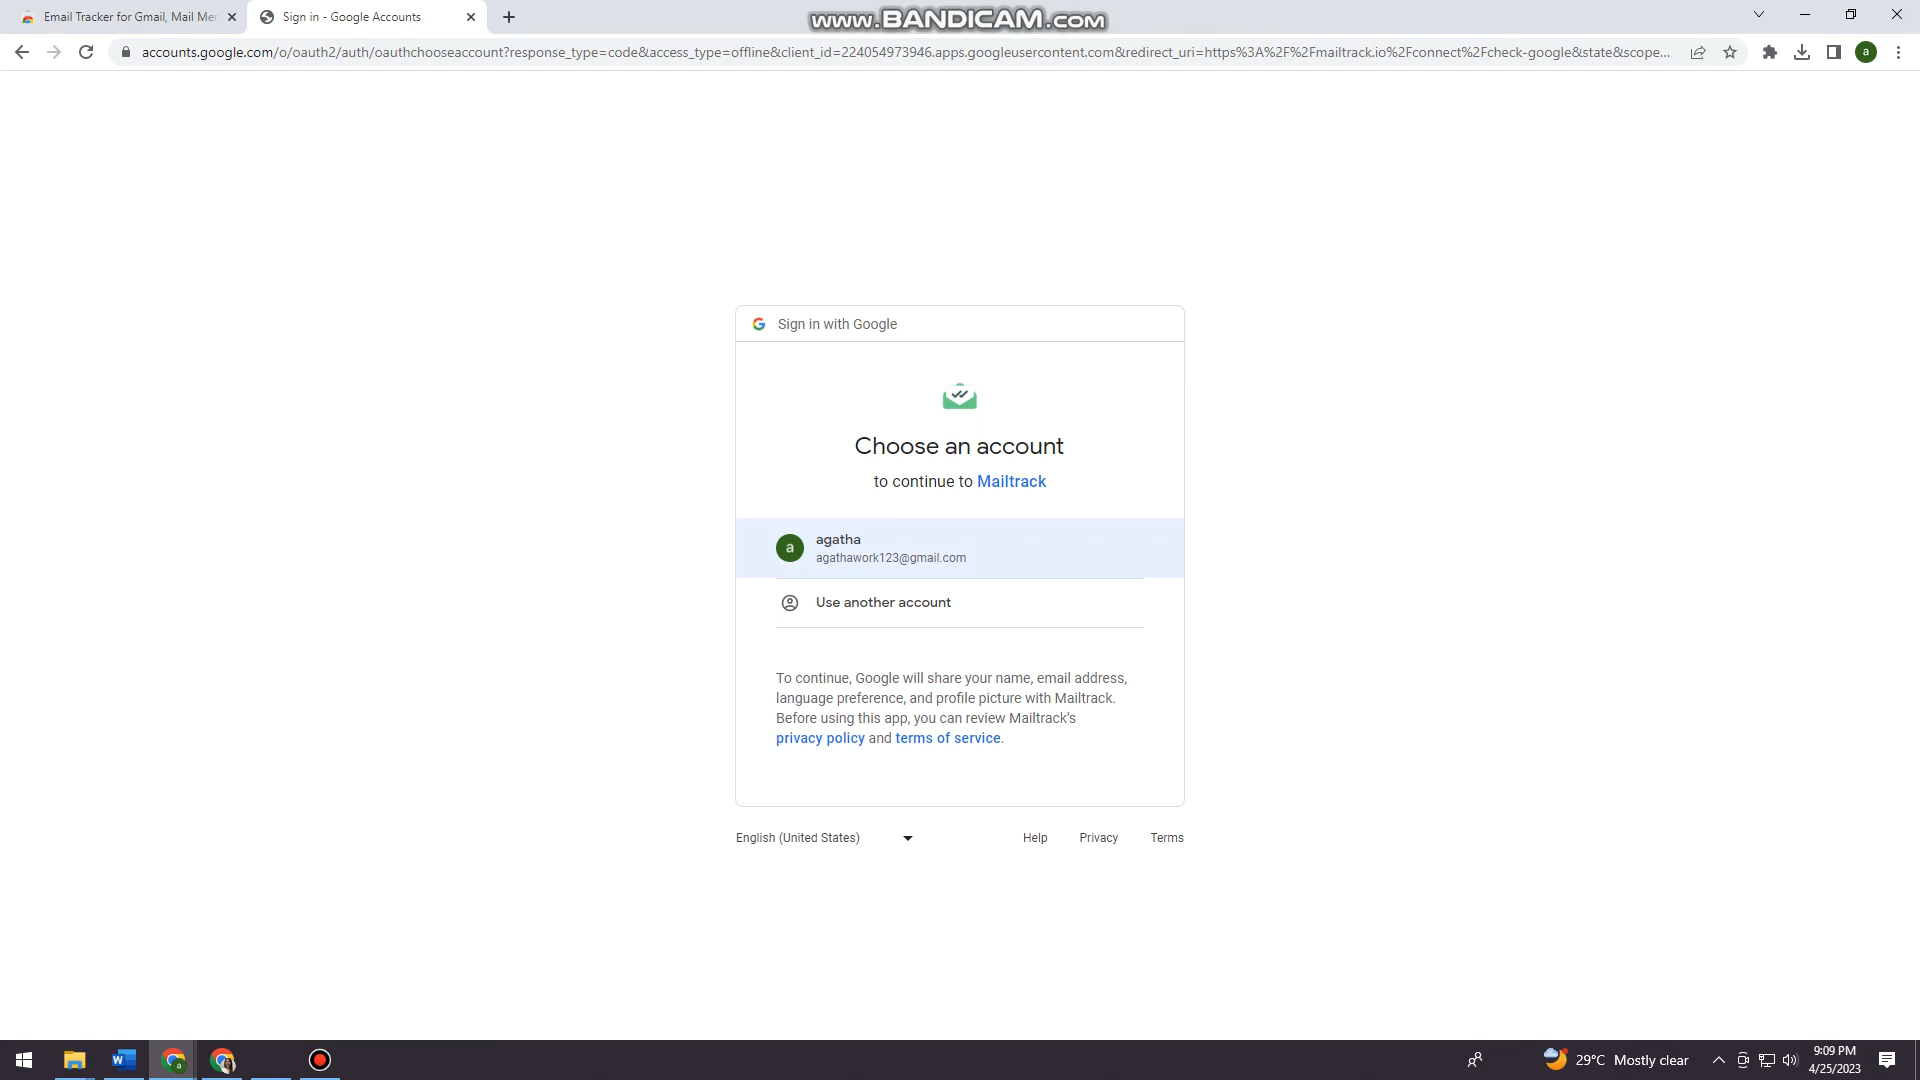 Email Tracker for Gmail, Mail Mer
Sign in - Google Accounts
www.BANDICAM.com
accounts.google.com/o/oauth2/auth/oauthchooseaccount?response_type=code&access_type=offline&client_id=224054973946.apps.googleusercontent.com&redirect_uri=https%3A%2F%2Fmailtrack.io%2Fconnect%2Fcheck-google&state&scope...
a
Sign in with Google
Choose an account
to continue to Mailtrack
a
agatha
agathawork123@gmail.com
Use another account
To continue, Google will share your name, email address,
language preference, and profile picture with Mailtrack.
Before using this app, you can review Mailtrack's
privacy policy and terms of service.
English (United States)
Help
Privacy
Terms
29°C Mostly clear
9:09 PM
4/25/2023